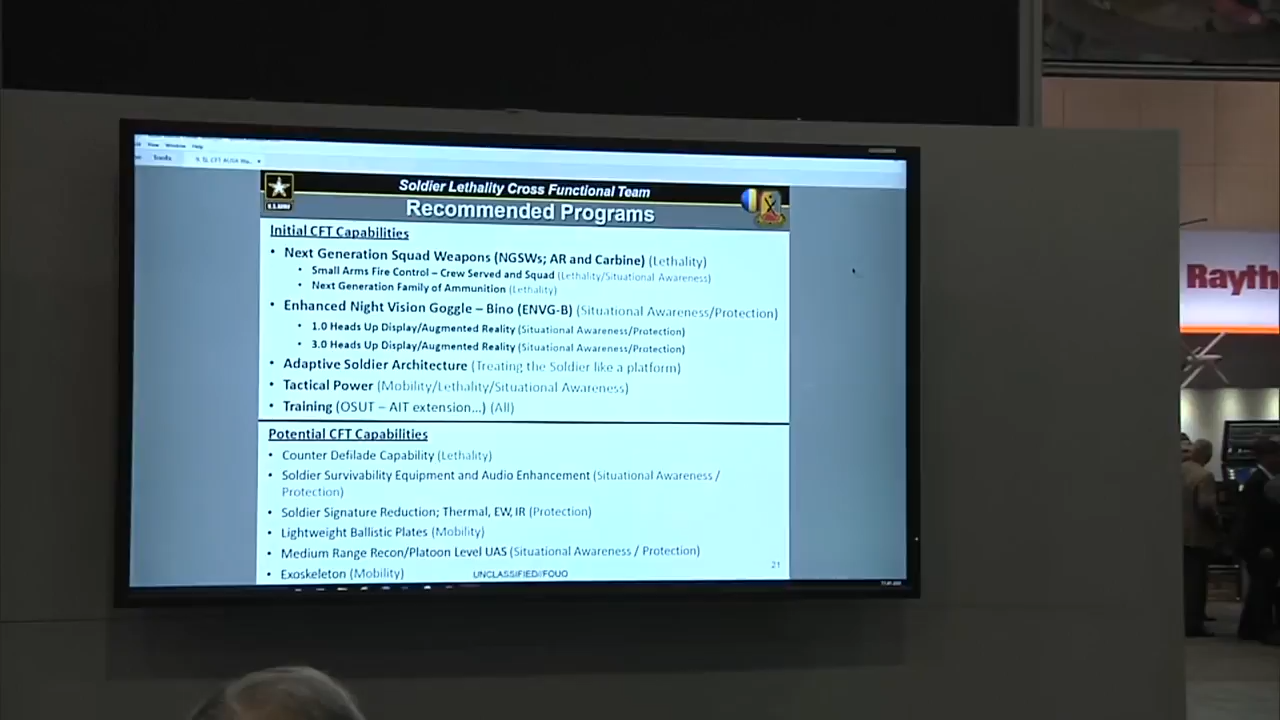 View Window Help
Tools
Soldier Lethality Cross Functional Team
U.S. ARMY
Recommended Programs
Initial CFT Capabilities
• Next Generation Squad Weapons (NGSWs; AR and Carbine) (Lethality)
• Small Arms Fire Control – Crew Served and Squad (Lethality/Situational Awareness)
• Next Generation Family of Ammunition (Lethality)
• Enhanced Night Vision Goggle – Bino (ENVG-B) (Situational Awareness/Protection)
• 1.0 Heads Up Display/Augmented Reality (Situational Awareness/Protection)
• 3.0 Heads Up Display/Augmented Reality (Situational Awareness/Protection)
• Adaptive Soldier Architecture (Treating the Soldier like a platform)
• Tactical Power (Mobility/Lethality/Situational Awareness)
• Training (OSUT – AIT extension...) (All)
Potential CFT Capabilities
• Counter Defilade Capability (Lethality)
• Soldier Survivability Equipment and Audio Enhancement (Situational Awareness /
Protection)
• Soldier Signature Reduction; Thermal, EW, IR (Protection)
• Lightweight Ballistic Plates (Mobility)
• Medium Range Recon/Platoon Level UAS (Situational Awareness / Protection)
• Exoskeleton (Mobility)
UNCLASSIFIED//FOUO
21
Rayth